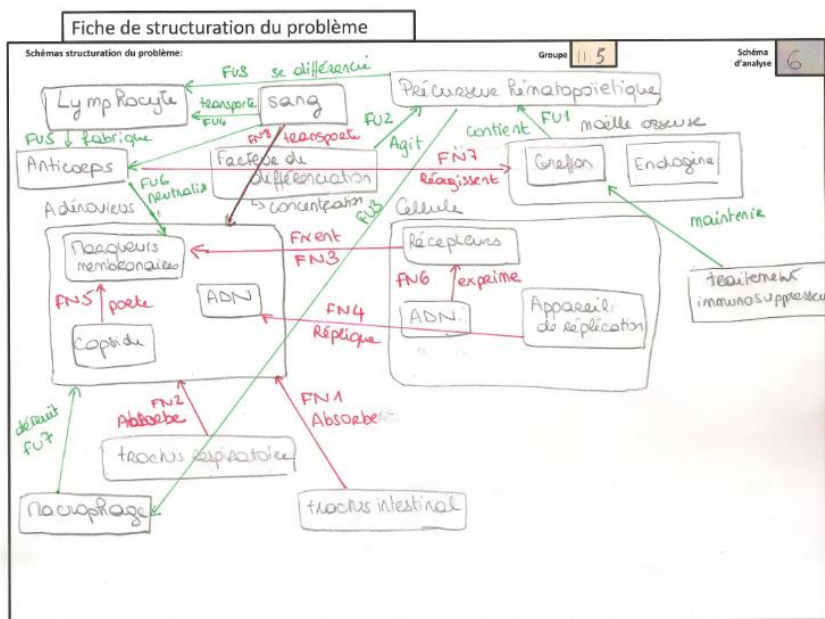 Fiche de structuration du problème
Schémas structuration du problème:
Groupe
11 5
Schéma
d'analyse
6
FU3 se différencie
Précurseur hématopoïetique
Lymphocyte
transporte
FU4
sang
FU5 fabrique
FN8 transporte
FU2
Agit
contient
FU1
moëlle osseuse
Anticorps
FU6
neutralise
Facteur de
différenciation
↳ concentration
FN7
Réagissent
Grefon
Endogène
FU3
Adénovirus
Cellule
maintenir
Marqueurs
membranaires
Fixent
FN3
Récepteurs
FN5
porte
ADN
FN6
exprime
traitement
immunosuppresseur
Capside
FN4
Réplique
ADN
Appareil
de réplication
détruit
FU7
FN2
Absorbe
FN1
Absorbe
tractus respiratoire
Macrophage
tractus intestinal